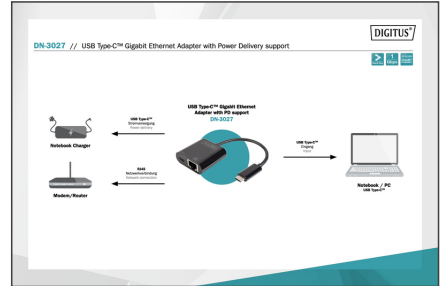 DIGITUS®
DN-3027 // USB Type-C™ Gigabit Ethernet Adapter with Power Delivery support
1
Gbps
USB Type-C™ Gigabit Ethernet
Adapter with PD support
DN-3027
USB Type-C™
Stromversorgung
Power delivery
Notebook Charger
USB Type-C™
Eingang
Input
RJ45
Netzwerkverbindung
Network connection
Modem/Router
Notebook / PC
USB Type-C™